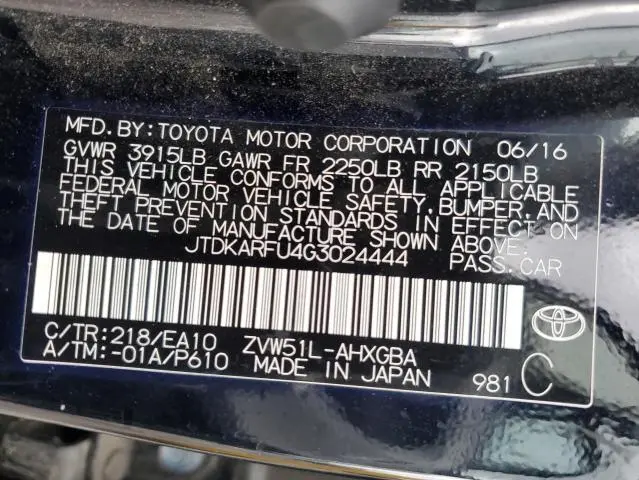 MFD. BY: TOYOTA MOTOR CORPORATION 06/16
GVWR 3915LB GAWR FR 2250LB RR 2150LB
THIS VEHICLE CONFORMS TO ALL APPLICABLE
FEDERAL MOTOR VEHICLE SAFETY, BUMPER, AND
THEFT PREVENTION STANDARDS IN EFFECT ON
THE DATE OF MANUFACTURE SHOWN ABOVE.
JTDKARFU4G3024444 PASS. CAR
C/TR: 218/EA10 ZVW51L-AHXGBA
A/TM: -01A/P610 MADE IN JAPAN 981 C